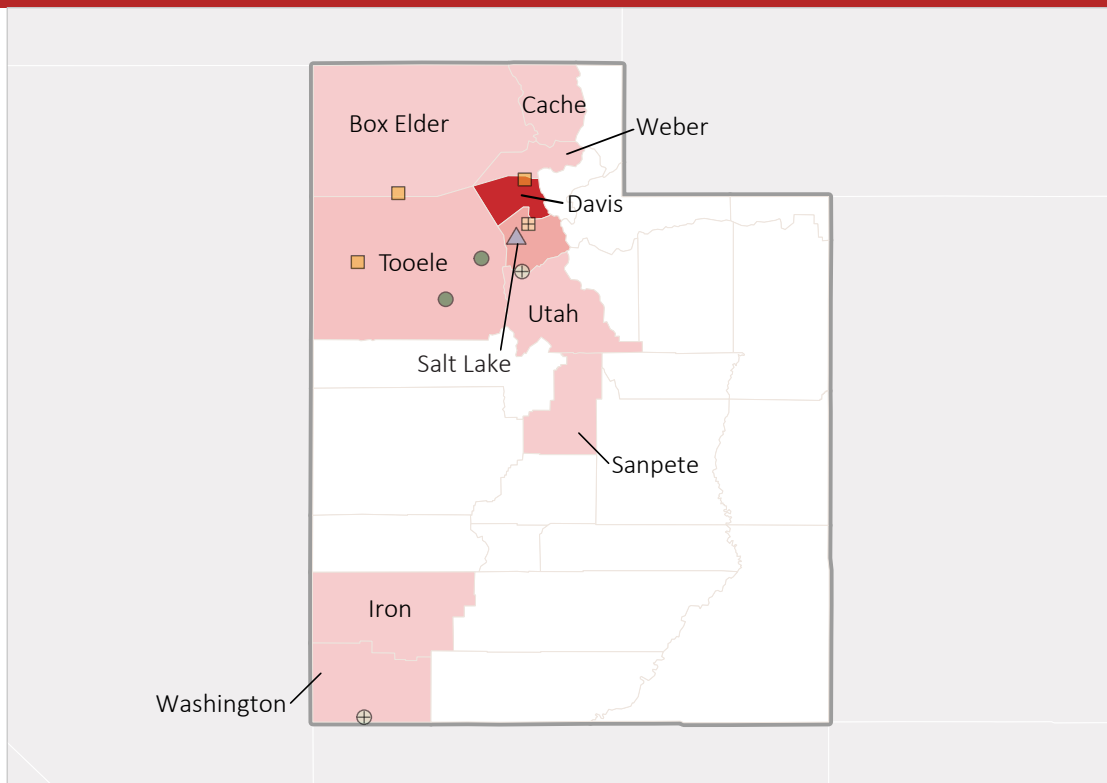 Cache
Box Elder
Weber
Davis
Tooele
Utah
Salt Lake
Sanpete
Iron
Washington